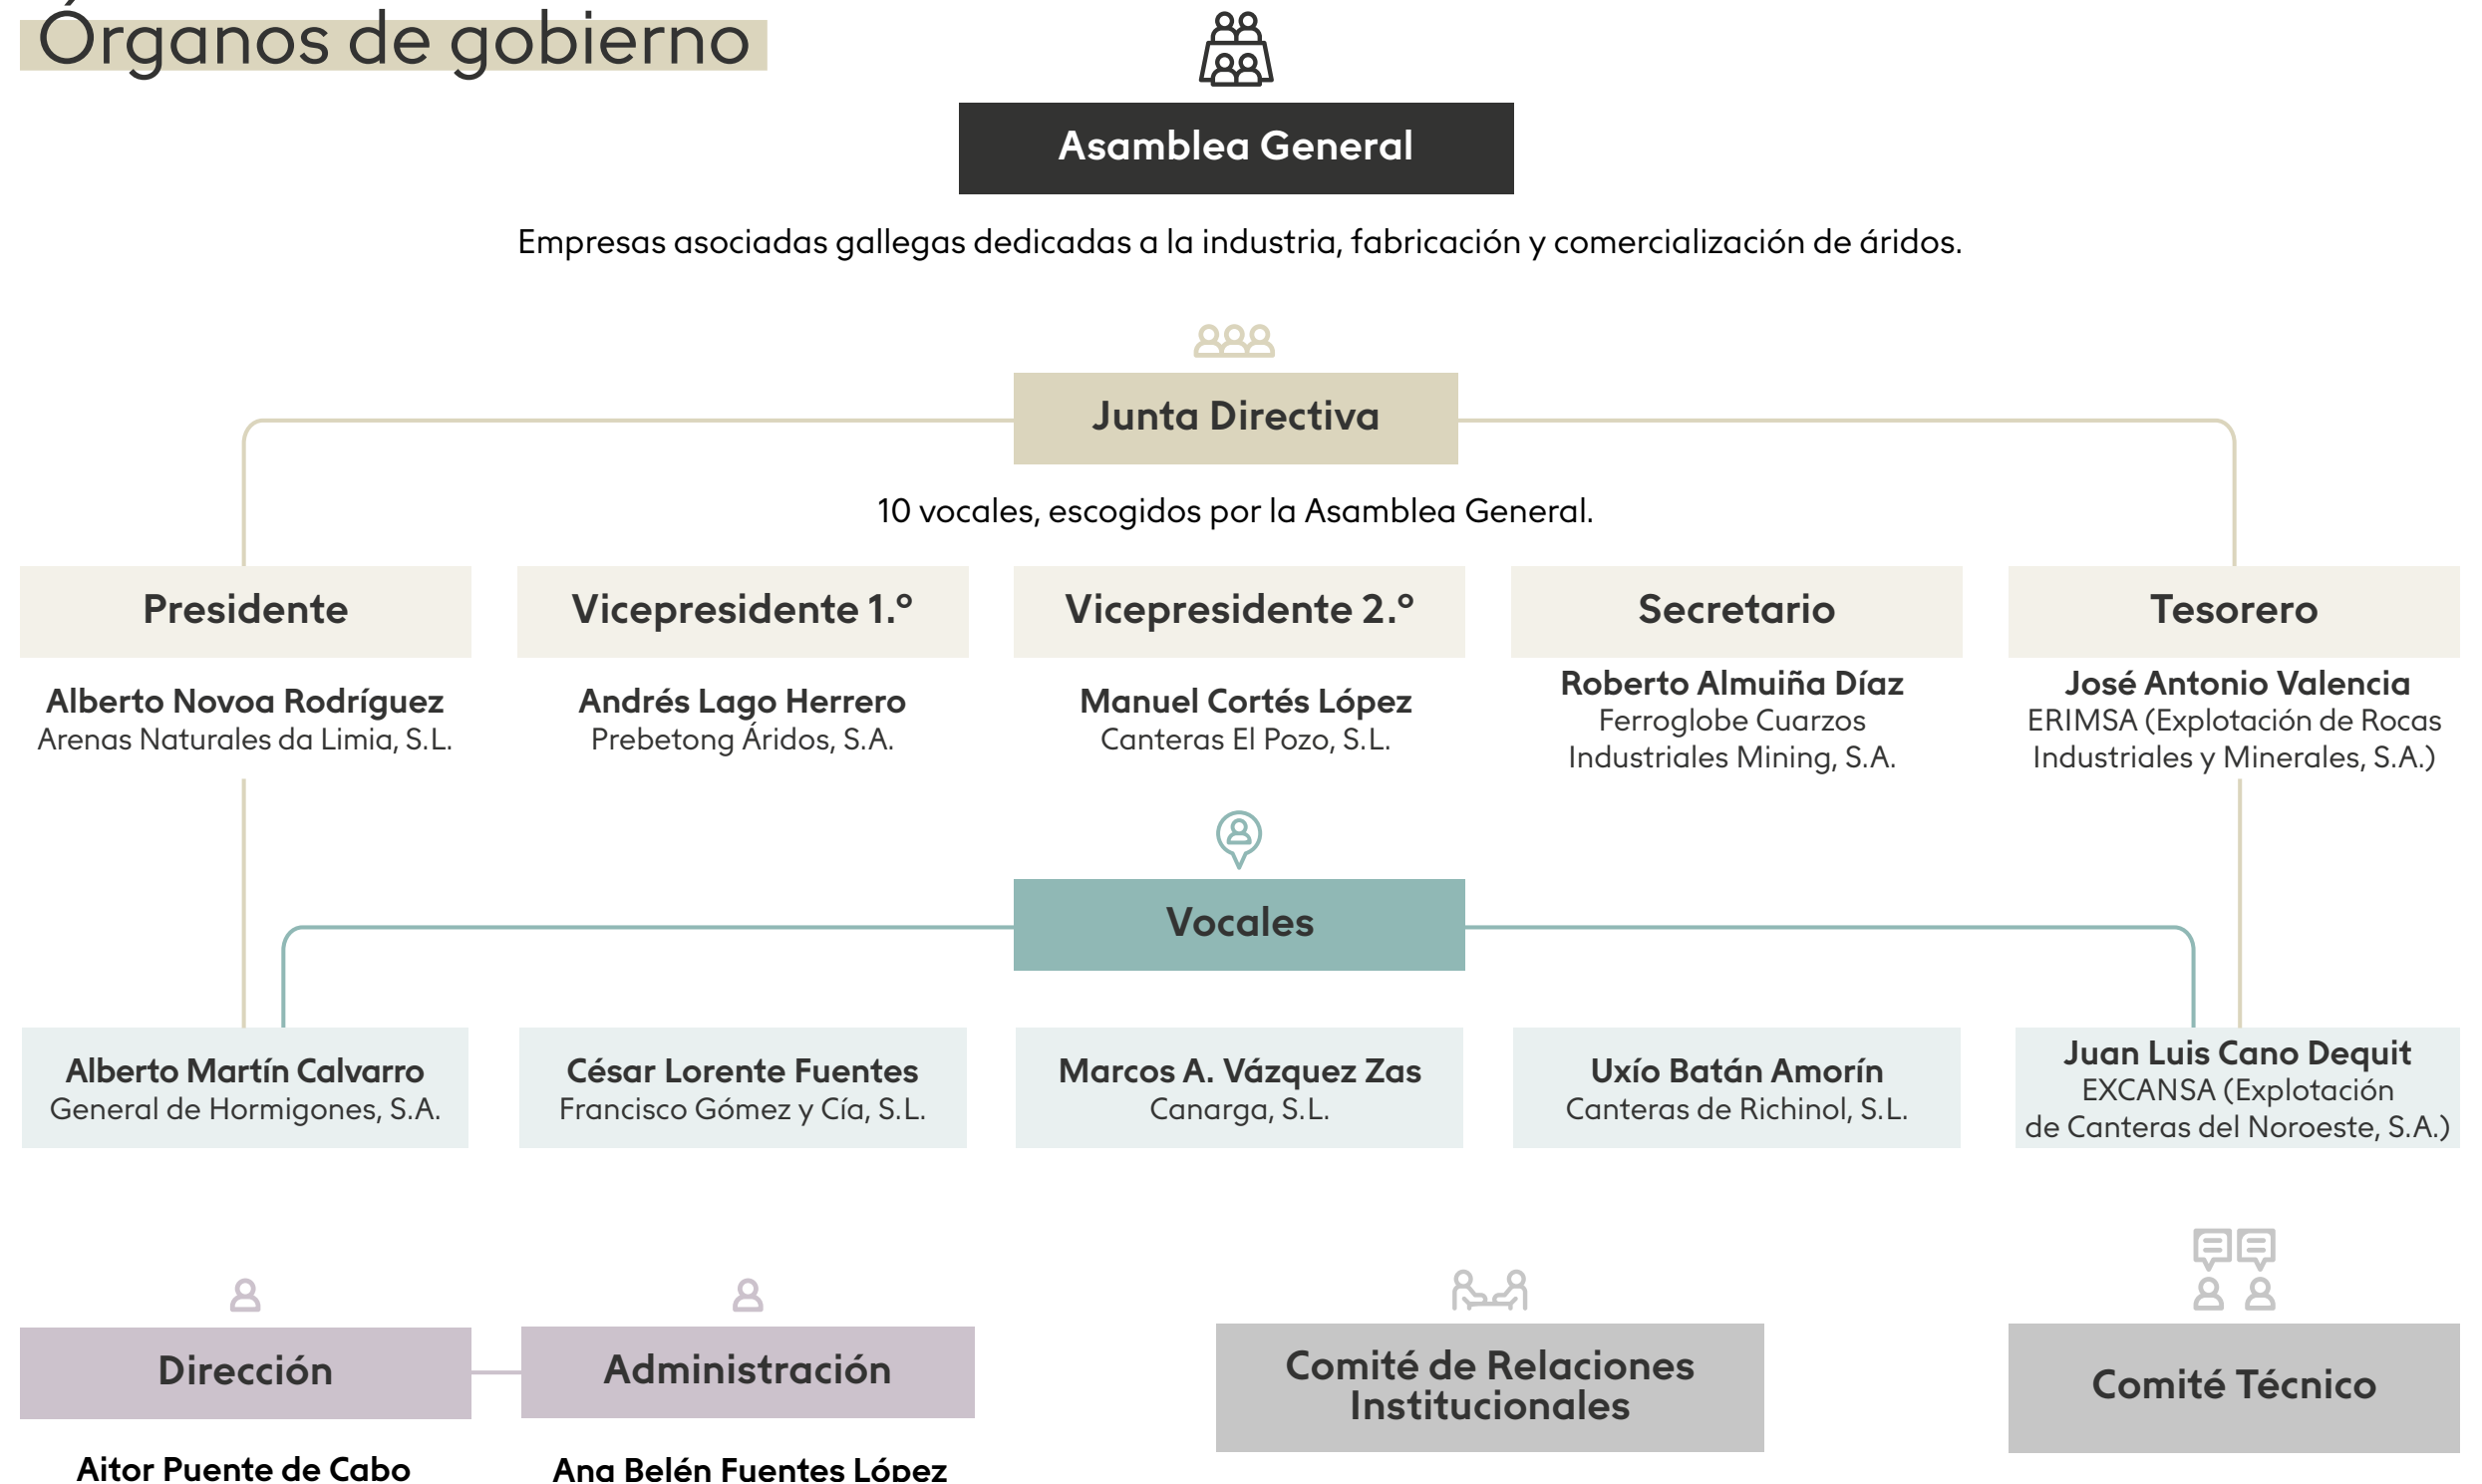 Órganos de gobierno
Asamblea General
Empresas asociadas gallegas dedicadas a la industria, fabricación y comercialización de áridos.
Junta Directiva
10 vocales, escogidos por la Asamblea General.
Presidente
Alberto Novoa Rodríguez
Arenas Naturales da Limia, S.L.
Vicepresidente 1.º
Andrés Lago Herrero
Prebetong Áridos, S.A.
Vicepresidente 2.º
Manuel Cortés López
Canteras El Pozo, S.L.
Secretario
Roberto Almuiña Díaz
Ferroglobe Cuarzos
Industriales Mining, S.A.
Tesorero
José Antonio Valencia
ERIMSA (Explotación de Rocas
Industriales y Minerales, S.A.)
Vocales
Alberto Martín Calvarro
General de Hormigones, S.A.
César Lorente Fuentes
Francisco Gómez y Cía, S.L.
Marcos A. Vázquez Zas
Canarga, S.L.
Uxío Batán Amorín
Canteras de Richinol, S.L.
Juan Luis Cano Dequit
EXCANSA (Explotación
de Canteras del Noroeste, S.A.)
Dirección
Aitor Puente de Cabo
Administración
Ana Belén Fuentes López
Comité de Relaciones
Institucionales
Comité Técnico